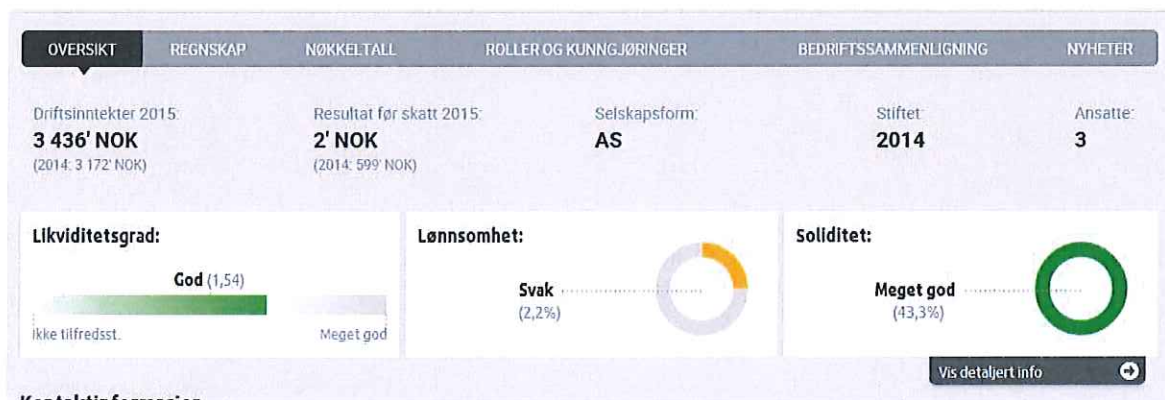 OVERSIKT REGNSKAP NØKKELTALL ROLLER OG KUNNGJØRINGER BEDRIFTSSAMMENLIGNING NYHETER
Driftsinntekter 2015: Resultat før skatt 2015: Selskapsform: Stiftet: Ansatte:
3 436' NOK 2' NOK AS 2014 3
(2014: 3 172' NOK) (2014: 599' NOK)
Likviditetsgrad: Lønnsomhet: Soliditet:
God (1,54)
Svak Meget god
(2,2%) (43,3%)
Ikke tilfredsst. Meget god
Vis detaljert info